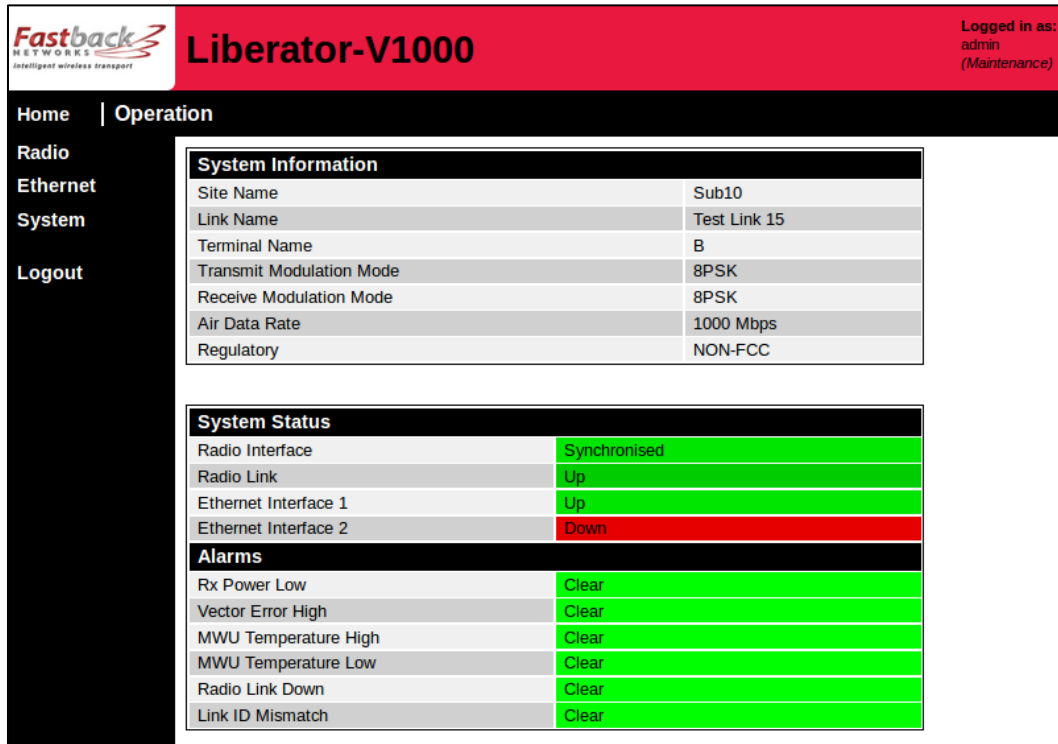 Fastback
NETWORKS
intelligent wireless transport
Liberator-V1000
Logged in as:
admin
(Maintenance)
Home | Operation
Radio
Ethernet
System
Logout
System Information
Site Name Sub10
Link Name Test Link 15
Terminal Name B
Transmit Modulation Mode 8PSK
Receive Modulation Mode 8PSK
Air Data Rate 1000 Mbps
Regulatory NON-FCC
System Status
Radio Interface Synchronised
Radio Link Up
Ethernet Interface 1 Up
Ethernet Interface 2 Down
Alarms
Rx Power Low Clear
Vector Error High Clear
MWU Temperature High Clear
MWU Temperature Low Clear
Radio Link Down Clear
Link ID Mismatch Clear